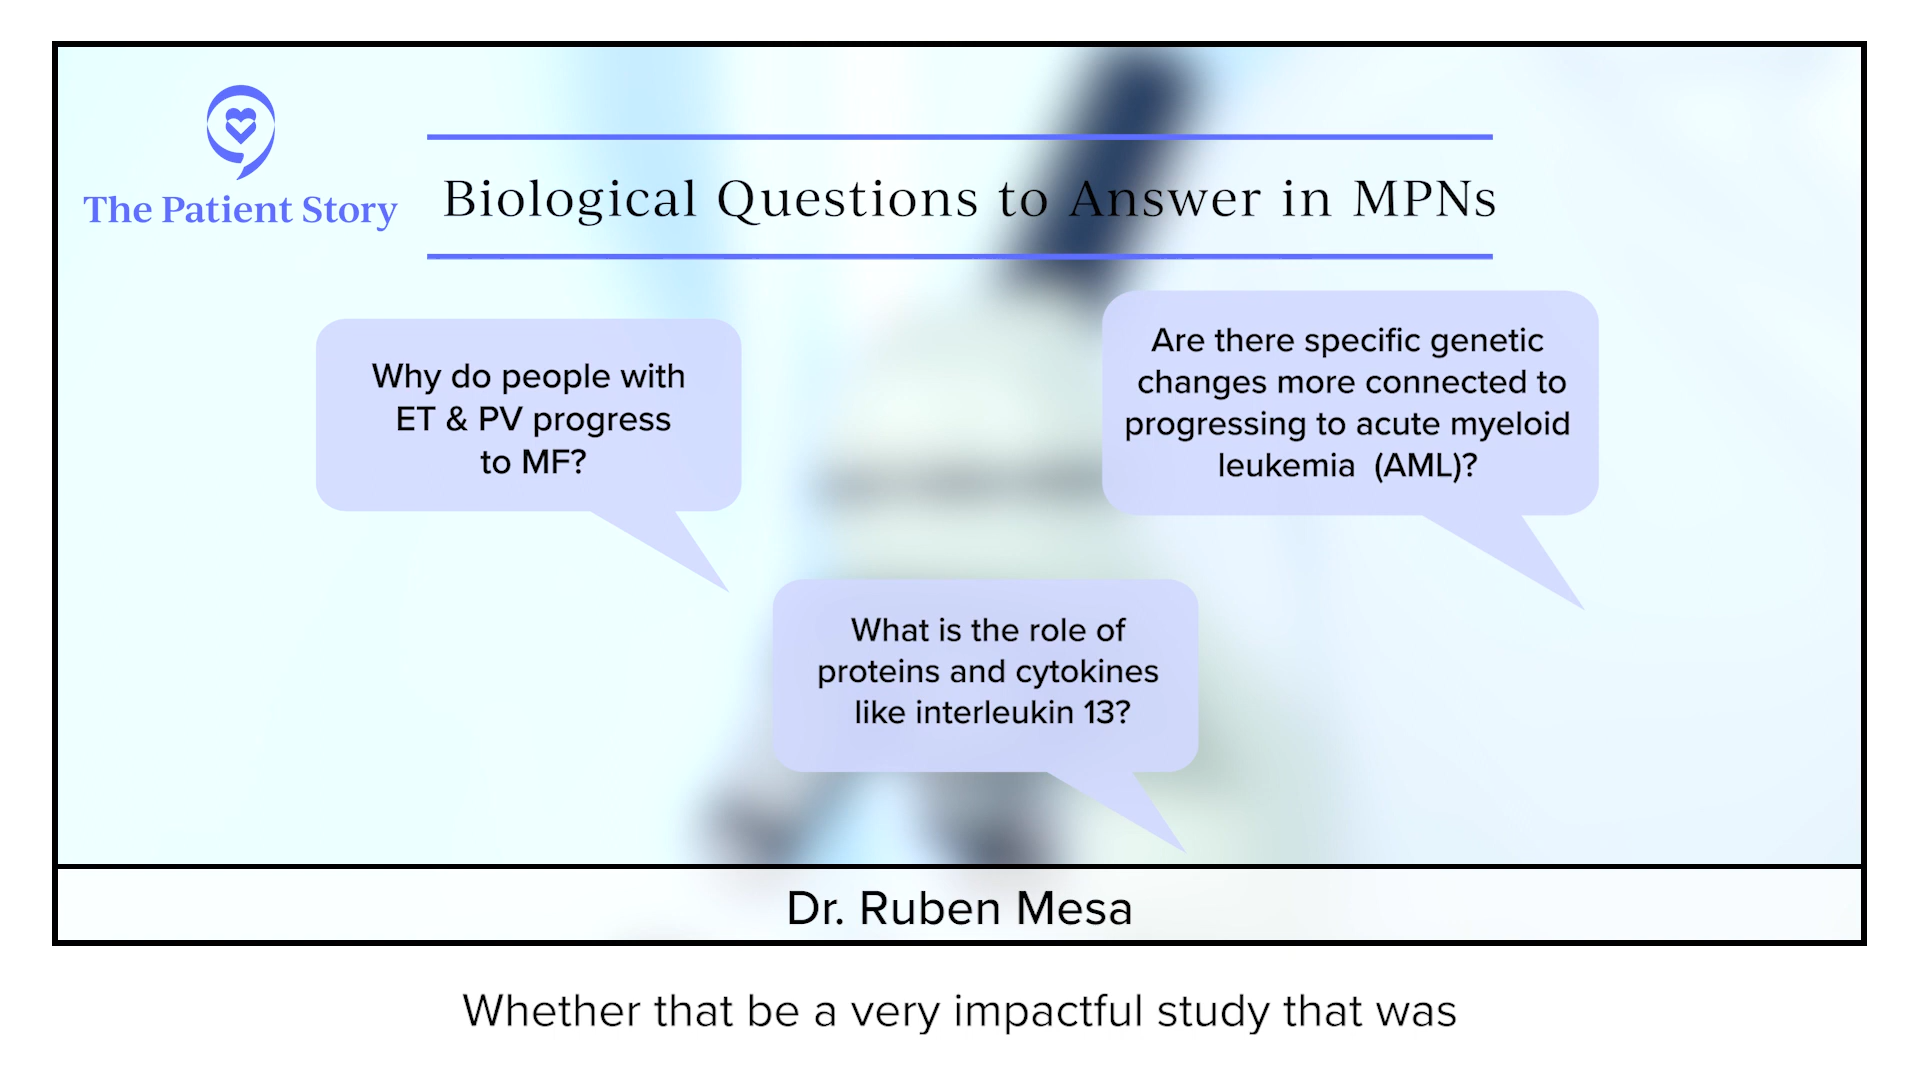 The Patient Story
Biological Questions to Answer in MPNs
Why do people with
ET & PV progress
to MF?
Are there specific genetic
changes more connected to
progressing to acute myeloid
leukemia (AML)?
What is the role of
proteins and cytokines
like interleukin 13?
Dr. Ruben Mesa
Whether that be a very impactful study that was